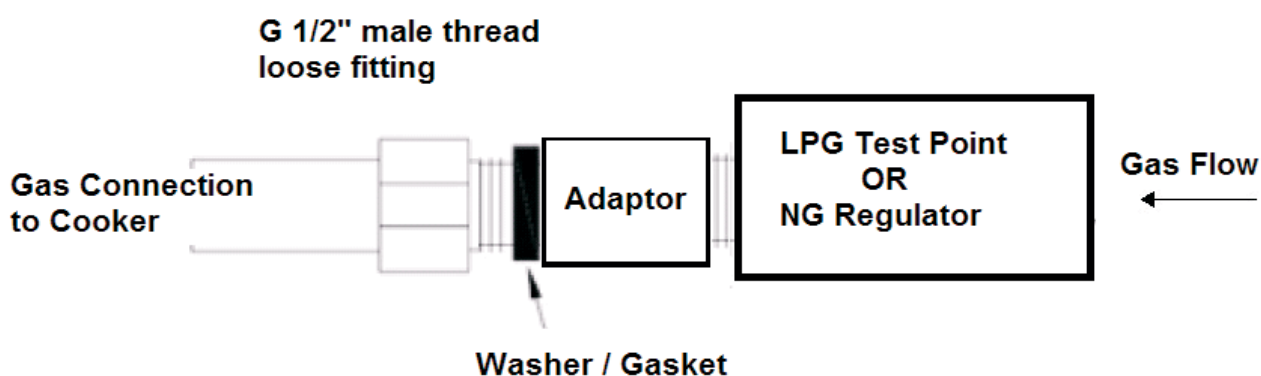 G 1/2" male thread
loose fitting
Gas Connection
to Cooker
Adaptor
LPG Test Point
OR
NG Regulator
Gas Flow
Washer / Gasket